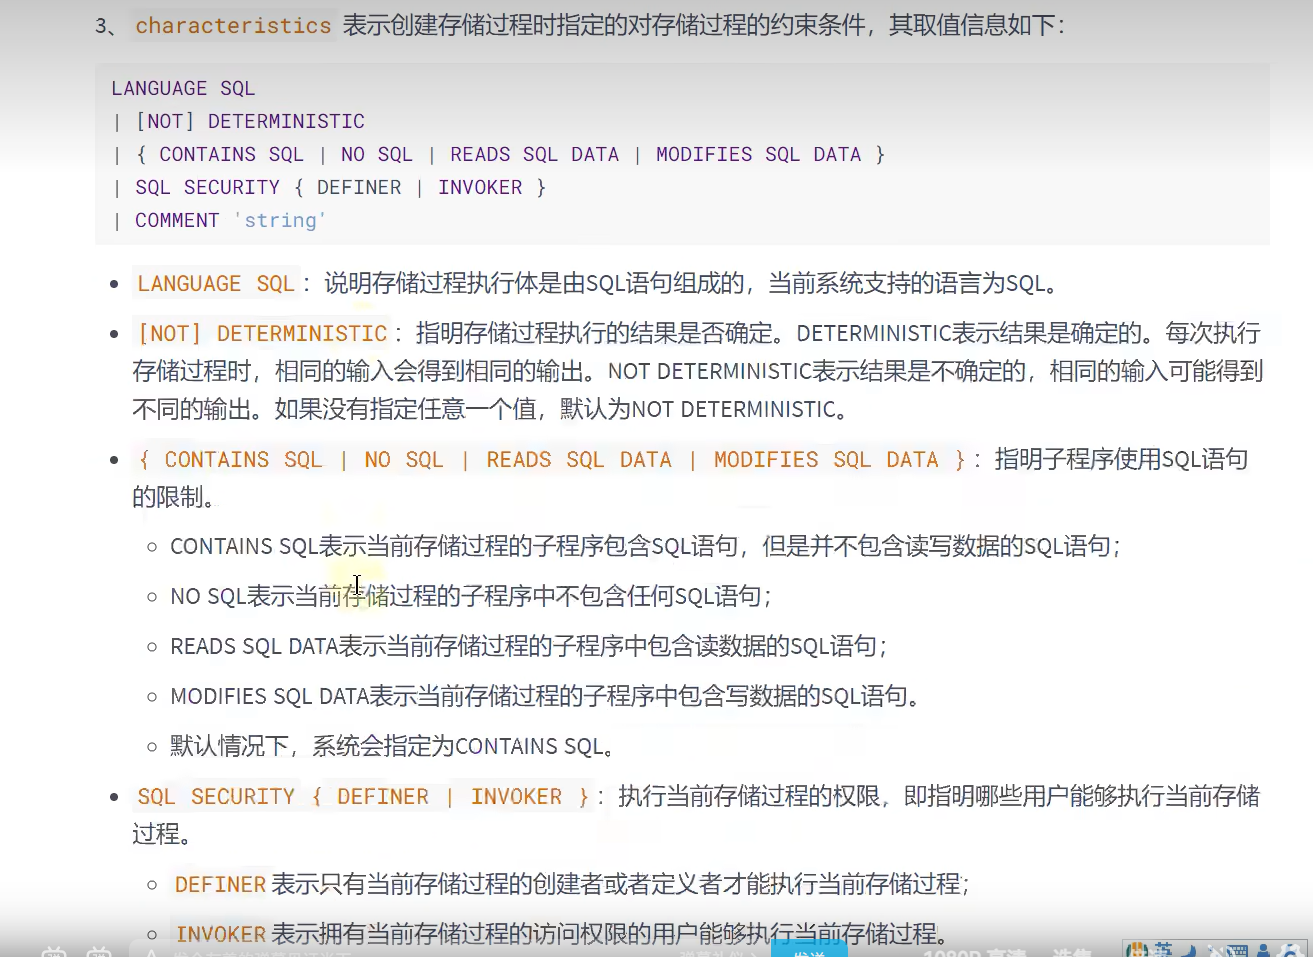 3、 characteristics 表示创建存储过程时指定的对存储过程的约束条件，其取值信息如下：
LANGUAGE SQL
| [NOT] DETERMINISTIC
| { CONTAINS SQL | NO SQL | READS SQL DATA | MODIFIES SQL DATA }
| SQL SECURITY { DEFINER | INVOKER }
| COMMENT 'string'
• LANGUAGE SQL ：说明存储过程执行体是由SQL语句组成的，当前系统支持的语言为SQL。
• [NOT] DETERMINISTIC ：指明存储过程执行的结果是否确定。DETERMINISTIC表示结果是确定的。每次执行
存储过程时，相同的输入会得到相同的输出。NOT DETERMINISTIC表示结果是不确定的，相同的输入可能得到
不同的输出。如果没有指定任意一个值，默认为NOT DETERMINISTIC。
• { CONTAINS SQL | NO SQL | READS SQL DATA | MODIFIES SQL DATA } ：指明子程序使用SQL语句
的限制。
◦ CONTAINS SQL表示当前存储过程的子程序包含SQL语句，但是并不包含读写数据的SQL语句；
◦ NO SQL表示当前存储过程的子程序中不包含任何SQL语句；
◦ READS SQL DATA表示当前存储过程的子程序中包含读数据的SQL语句；
◦ MODIFIES SQL DATA表示当前存储过程的子程序中包含写数据的SQL语句。
◦ 默认情况下，系统会指定为CONTAINS SQL。
• SQL SECURITY { DEFINER | INVOKER } ：执行当前存储过程的权限，即指明哪些用户能够执行当前存储
过程。
◦ DEFINER 表示只有当前存储过程的创建者或者定义者才能执行当前存储过程；
◦ INVOKER 表示拥有当前存储过程的访问权限的用户能够执行当前存储过程。
发送 1080P 高清 选集 英